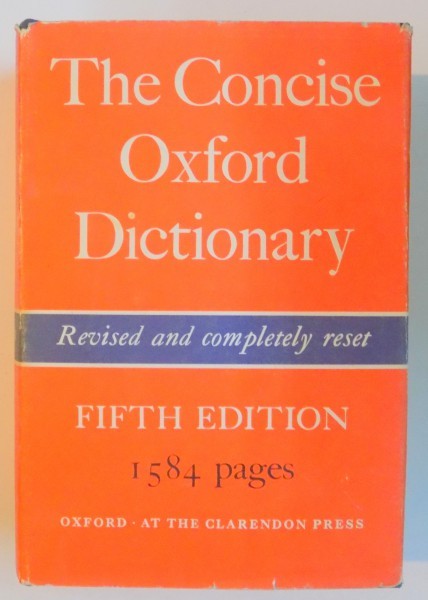 The Concise
Oxford
Dictionary
Revised and completely reset
FIFTH EDITION
1584 pages
OXFORD · AT THE CLARENDON PRESS